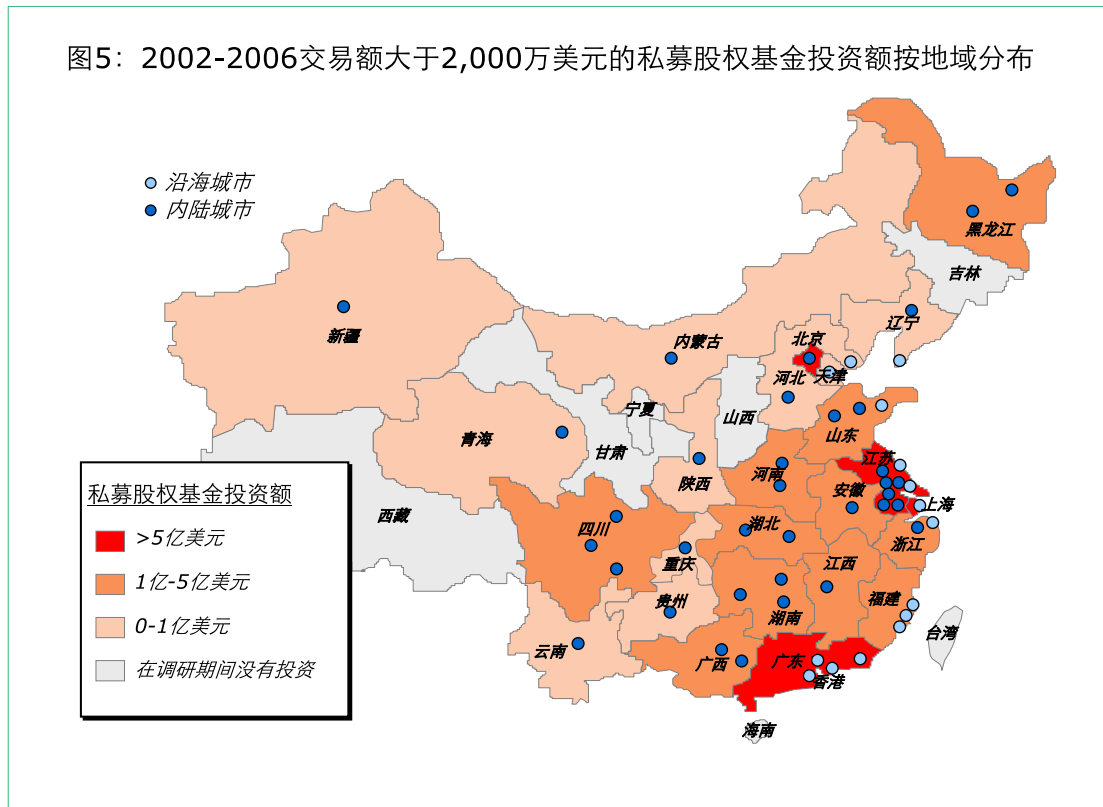 图5：2002-2006交易额大于2,000万美元的私募股权基金投资额按地域分布
沿海城市
内陆城市
黑龙江
吉林
辽宁
新疆
内蒙古
北京
天津
河北
宁夏
山西
青海
甘肃
山东
陕西
河南
江苏
安徽
上海
西藏
四川
湖北
浙江
重庆
江西
贵州
湖南
福建
云南
广西
广东
香港
台湾
海南
私募股权基金投资额
>5亿美元
1亿-5亿美元
0-1亿美元
在调研期间没有投资